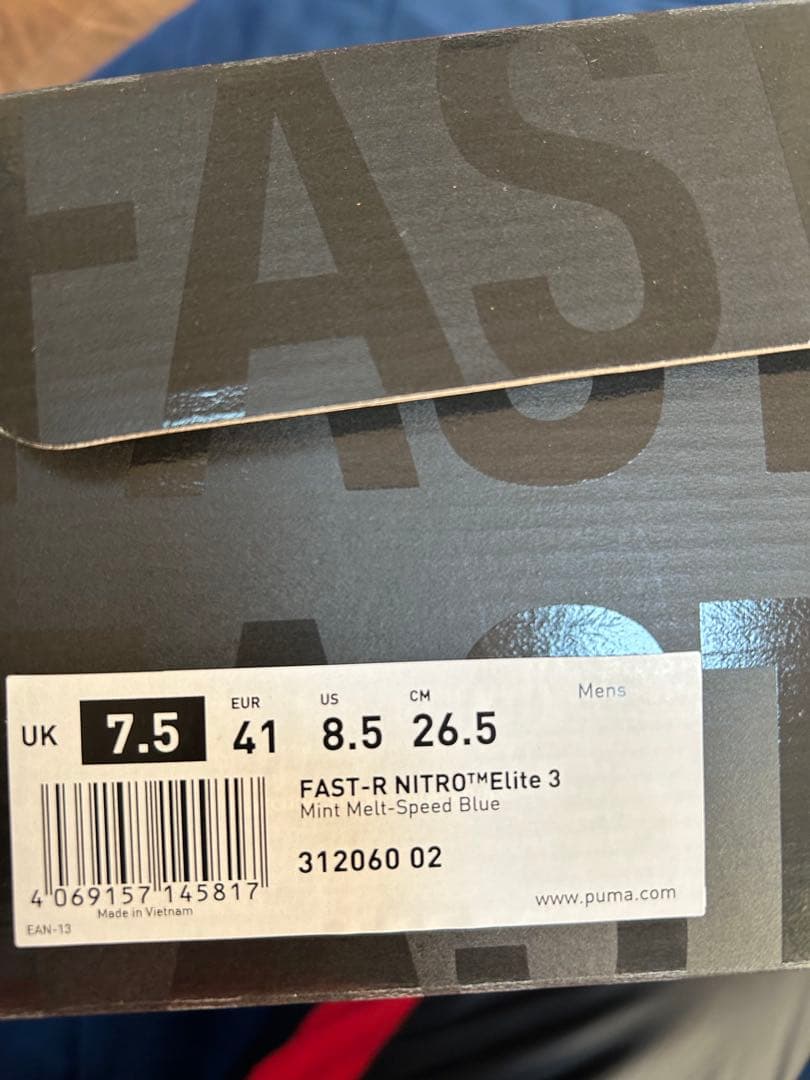 FAST
FAST
UK 7.5 EUR 41 US 8.5 CM 26.5 Mens
FAST-R NITRO™Elite 3
Mint Melt-Speed Blue
312060 02
4 069157 145817
Made in Vietnam
EAN-13
www.puma.com